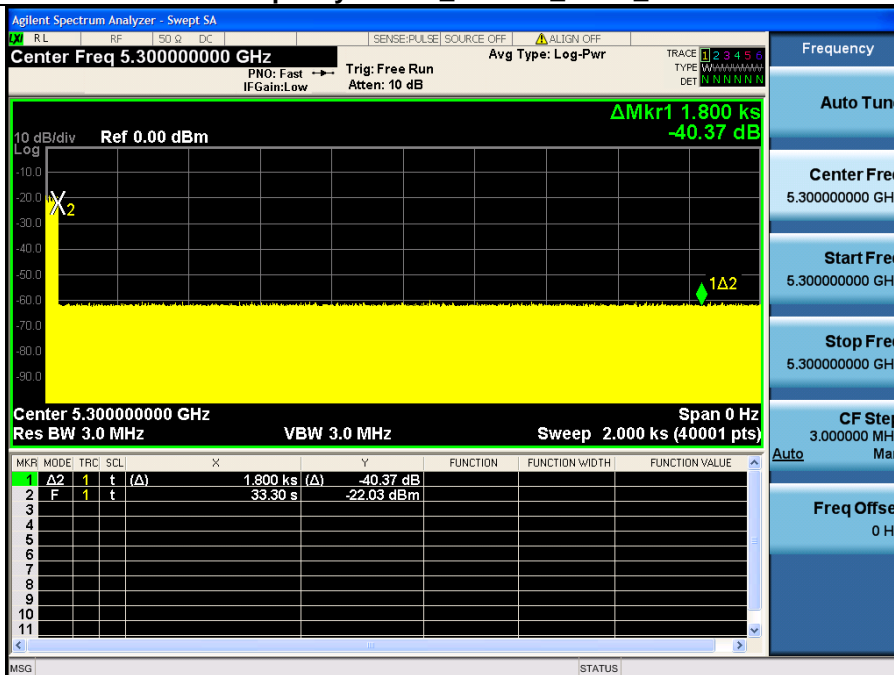 Agilent Spectrum Analyzer - Swept SA
LXI RL RF 50 Ω DC SENSE:PULSE SOURCE OFF ALIGN OFF
Center Freq 5.300000000 GHz
PNO: Fast
IFGain:Low
Trig: Free Run
Atten: 10 dB
Avg Type: Log-Pwr
TRACE 1 2 3 4 5 6
TYPE
DET N N N N N N
ΔMkr1 1.800 ks
-40.37 dB
10 dB/div Ref 0.00 dBm
Log
-10.0
-20.0
-30.0
-40.0
-50.0
-60.0
-70.0
-80.0
-90.0
X2
1Δ2
Center 5.300000000 GHz Span 0 Hz
Res BW 3.0 MHz VBW 3.0 MHz Sweep 2.000 ks (40001 pts)
MKR MODE TRC SCL X Y FUNCTION FUNCTION WIDTH FUNCTION VALUE
1 Δ2 1 t (Δ) 1.800 ks (Δ) -40.37 dB
2 F 1 t 33.30 s -22.03 dBm
3
4
5
6
7
8
9
10
11
MSG STATUS
Frequency
Auto Tun
Center Fre
5.300000000 GH
Start Fre
5.300000000 GH
Stop Fre
5.300000000 GH
CF Step
3.000000 MH
Auto Ma
Freq Offse
0 H